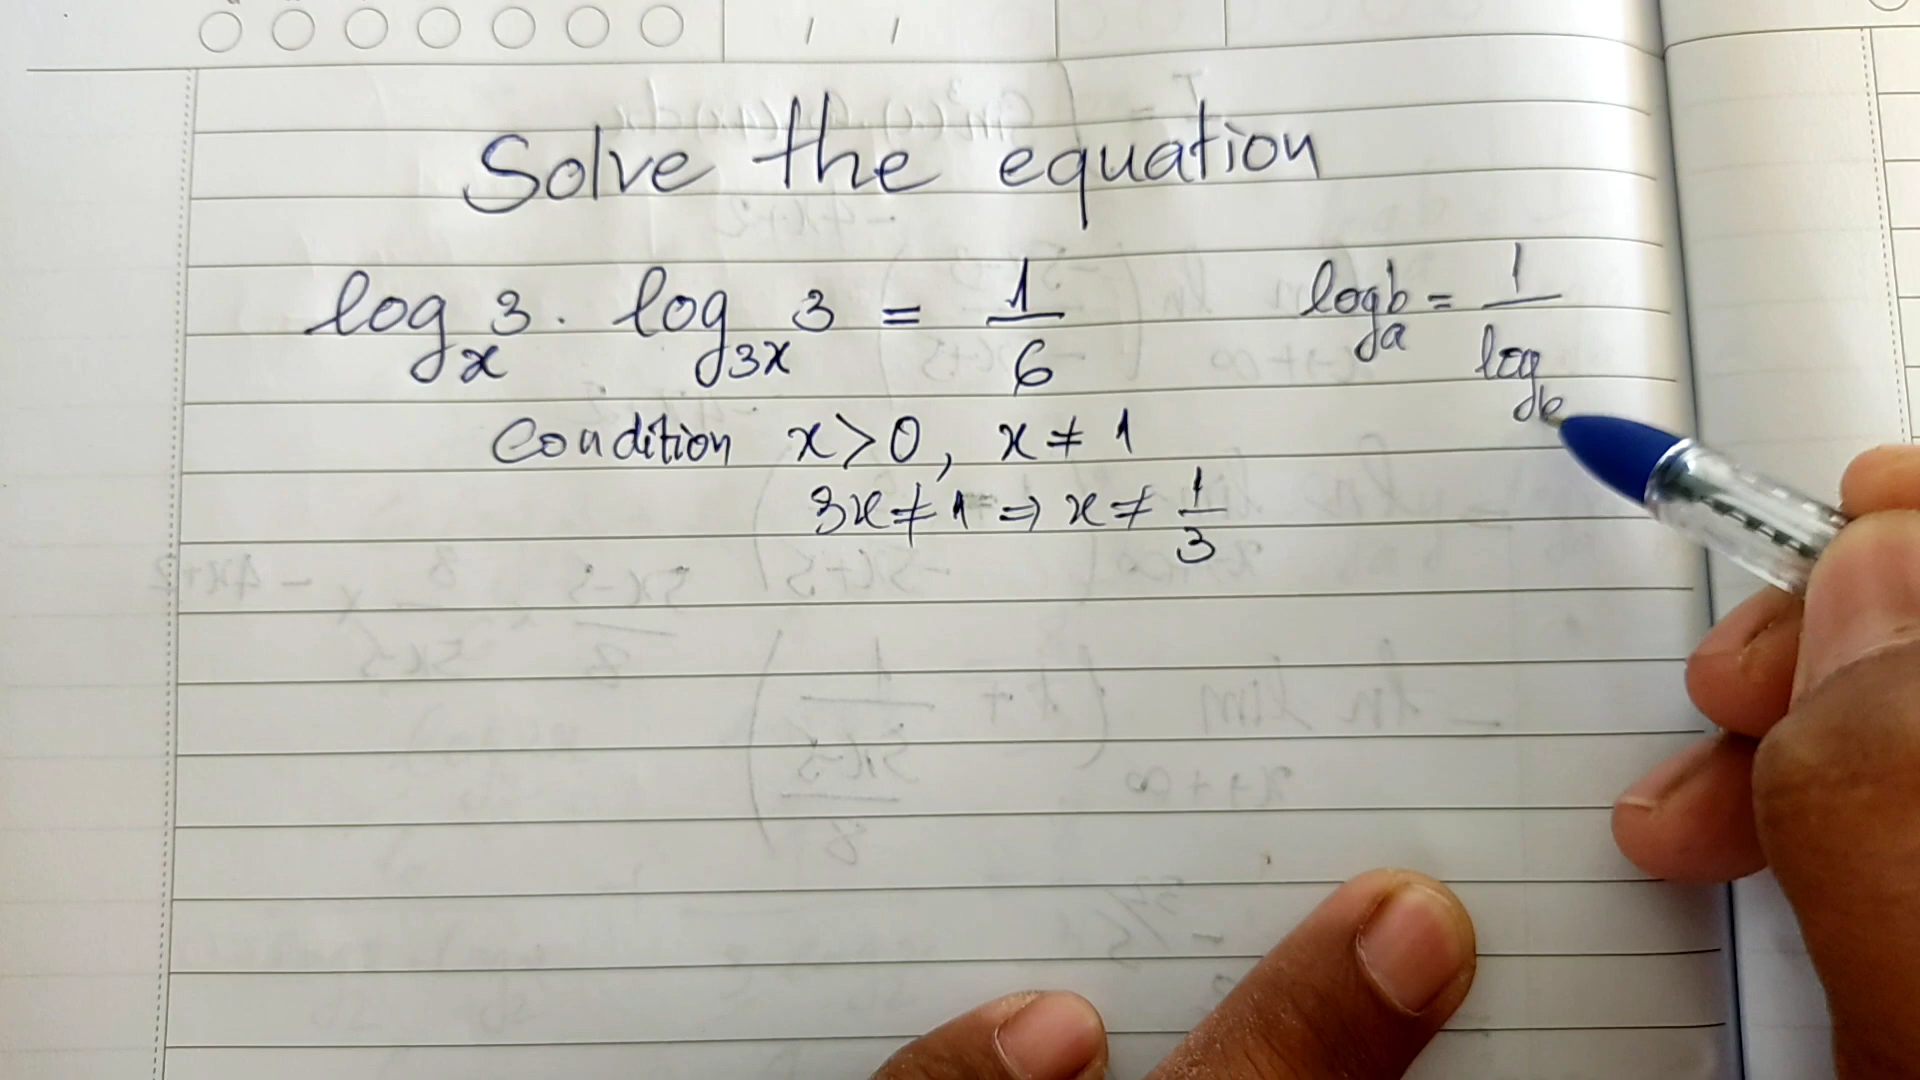 Solve the equation
log_x 3 . log_3x 3 = 1/6
log_a b = 1/log_b
Condition x>0, x ≠ 1
3x ≠ 1 ⇒ x ≠ 1/3